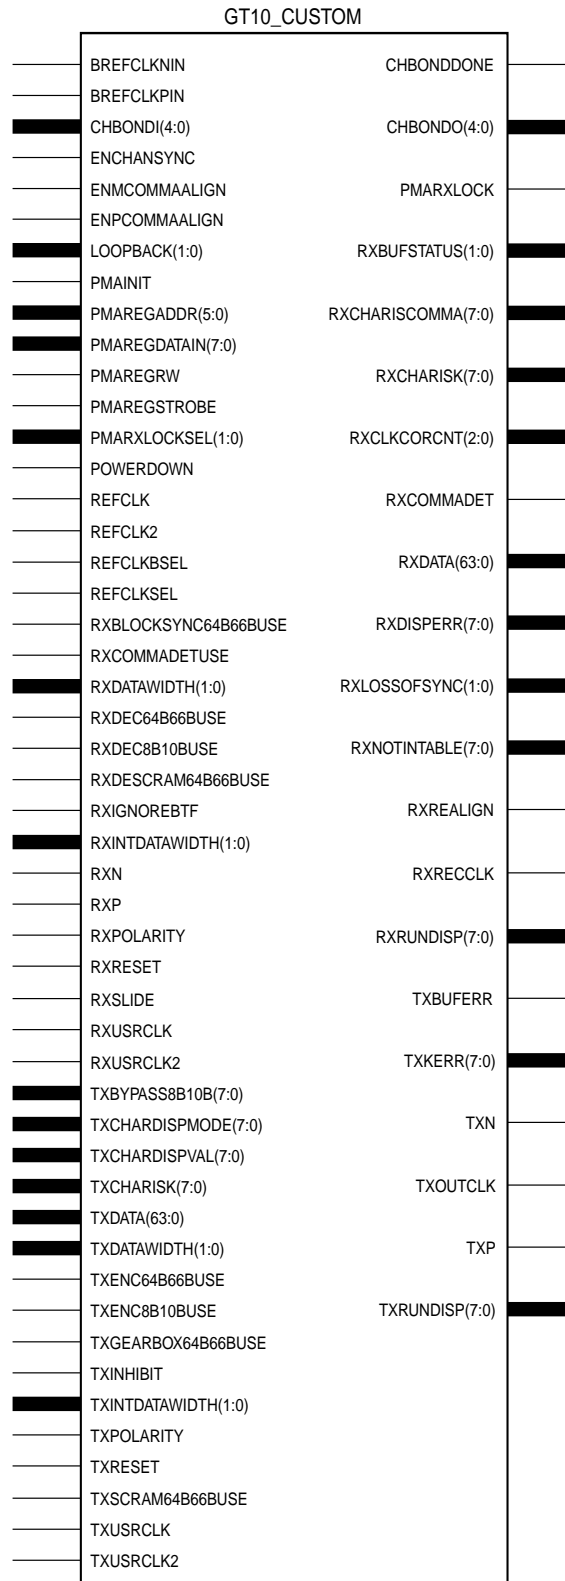 GT10_CUSTOM
BREFCLKNIN CHBONDDONE
BREFCLKPIN
CHBONDI(4:0) CHBONDO(4:0)
ENCHANSYNC
ENMCOMMAALIGN PMARXLOCK
ENPCOMMAALIGN
LOOPBACK(1:0) RXBUFSTATUS(1:0)
PMAINIT
PMAREGADDR(5:0) RXCHARISCOMMA(7:0)
PMAREGDATAIN(7:0)
PMAREGRW RXCHARISK(7:0)
PMAREGSTROBE
PMARXLOCKSEL(1:0) RXCLKCORCNT(2:0)
POWERDOWN
REFCLK RXCOMMADET
REFCLK2
REFCLKBSEL RXDATA(63:0)
REFCLKSEL
RXBLOCKSYNC64B66BUSE RXDISPERR(7:0)
RXCOMMADETUSE
RXDATAWIDTH(1:0) RXLOSSOFSYNC(1:0)
RXDEC64B66BUSE
RXDEC8B10BUSE RXNOTINTABLE(7:0)
RXDESCRAM64B66BUSE
RXIGNOREBTF RXREALIGN
RXINTDATAWIDTH(1:0)
RXN RXRECCLK
RXP
RXPOLARITY RXRUNDISP(7:0)
RXRESET
RXSLIDE TXBUFERR
RXUSRCLK
RXUSRCLK2 TXKERR(7:0)
TXBYPASS8B10B(7:0)
TXCHARDISPMODE(7:0) TXN
TXCHARDISPVAL(7:0)
TXCHARISK(7:0) TXOUTCLK
TXDATA(63:0)
TXDATAWIDTH(1:0) TXP
TXENC64B66BUSE
TXENC8B10BUSE TXRUNDISP(7:0)
TXGEARBOX64B66BUSE
TXINHIBIT
TXINTDATAWIDTH(1:0)
TXPOLARITY
TXRESET
TXSCRAM64B66BUSE
TXUSRCLK
TXUSRCLK2